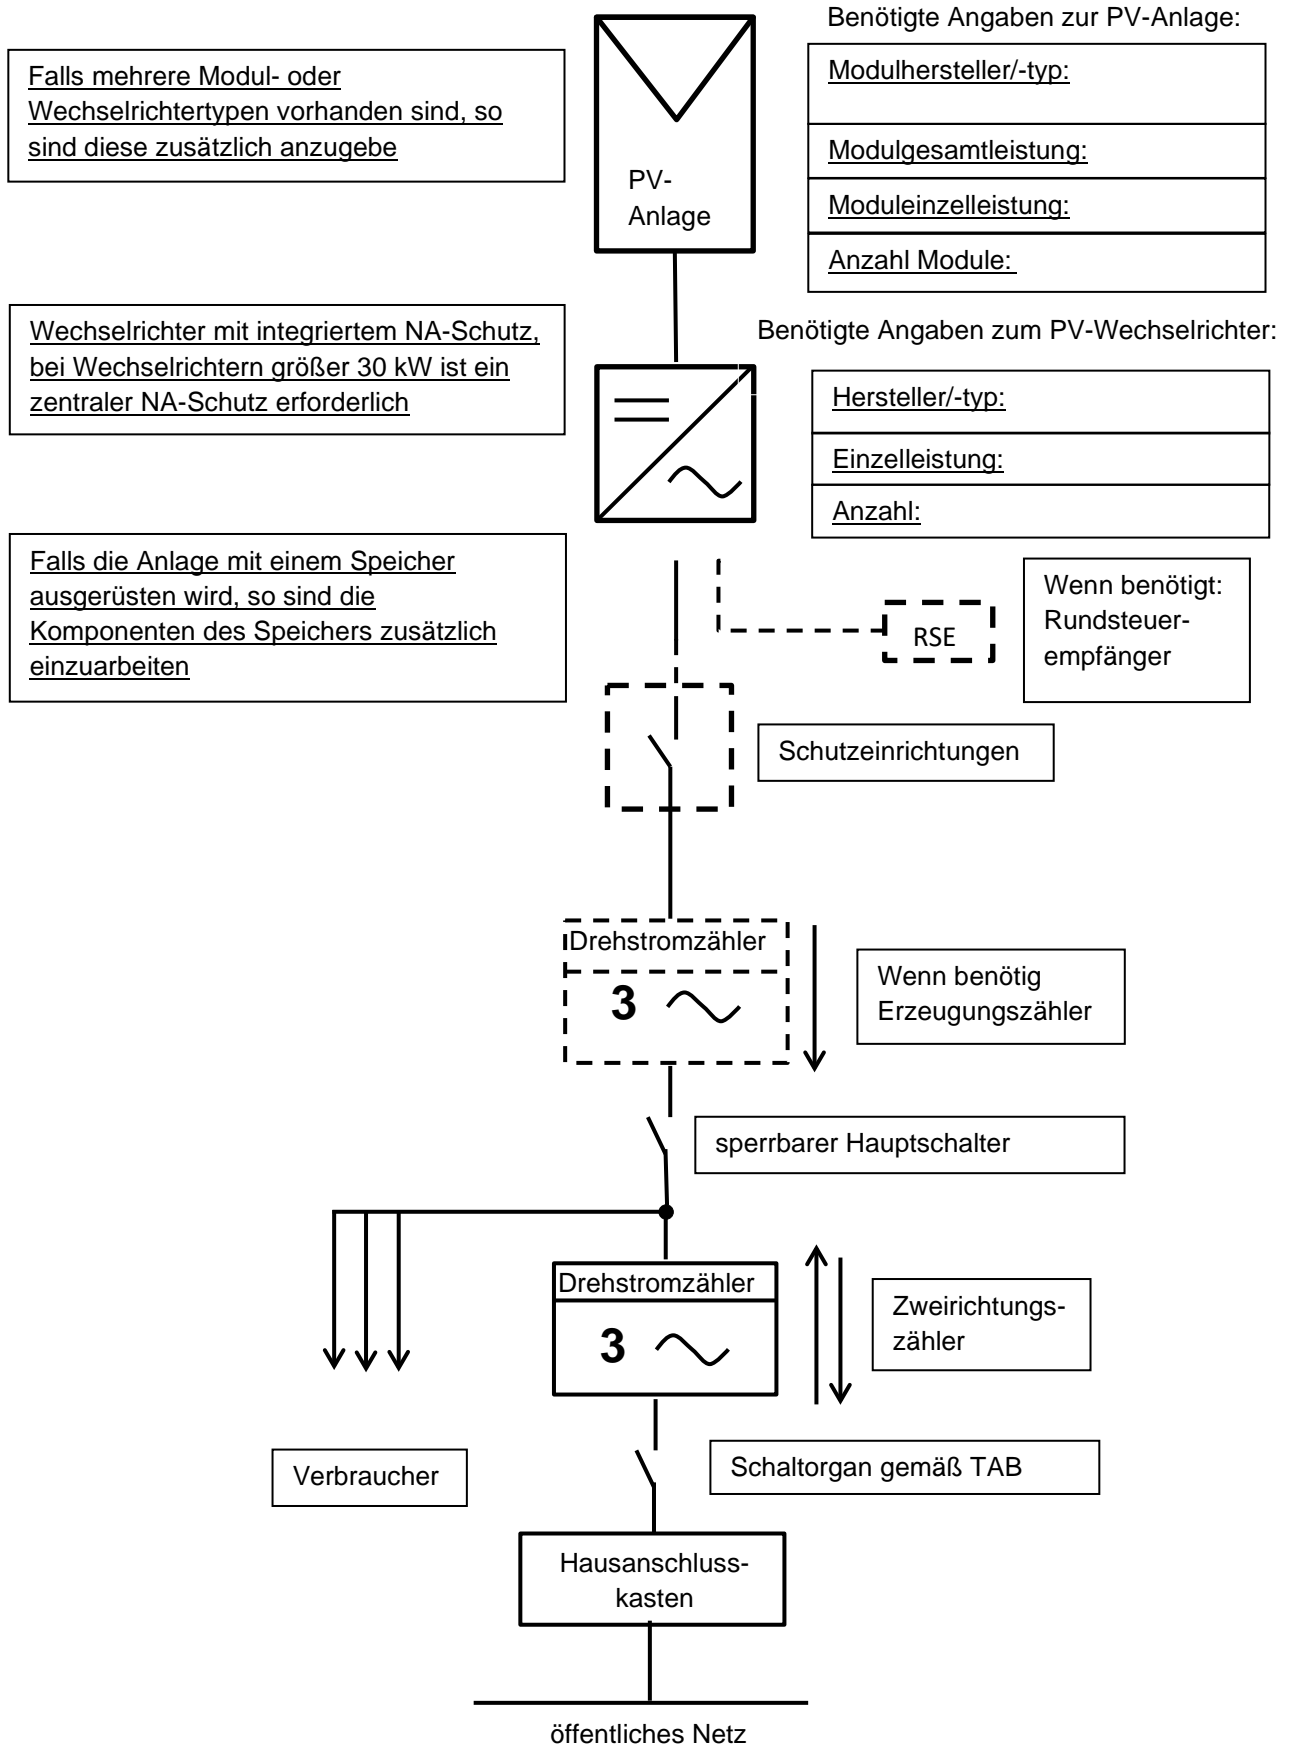 Benötigte Angaben zur PV-Anlage:
Falls mehrere Modul- oder
Wechselrichtertypen vorhanden sind, so
sind diese zusätzlich anzugebe
PV-
Anlage
Modulhersteller/-typ:
Modulgesamtleistung:
Moduleinzelleistung:
Anzahl Module:
Wechselrichter mit integriertem NA-Schutz,
bei Wechselrichtern größer 30 kW ist ein
zentraler NA-Schutz erforderlich
Benötigte Angaben zum PV-Wechselrichter:
Hersteller/-typ:
Einzelleistung:
Anzahl:
Falls die Anlage mit einem Speicher
ausgerüsten wird, so sind die
Komponenten des Speichers zusätzlich
einzuarbeiten
RSE
Wenn benötigt:
Rundsteuer-
empfänger
Schutzeinrichtungen
Drehstromzähler
3
Wenn benötig
Erzeugungszähler
sperrbarer Hauptschalter
Drehstromzähler
3
Zweirichtungs-
zähler
Verbraucher
Schaltorgan gemäß TAB
Hausanschluss-
kasten
öffentliches Netz